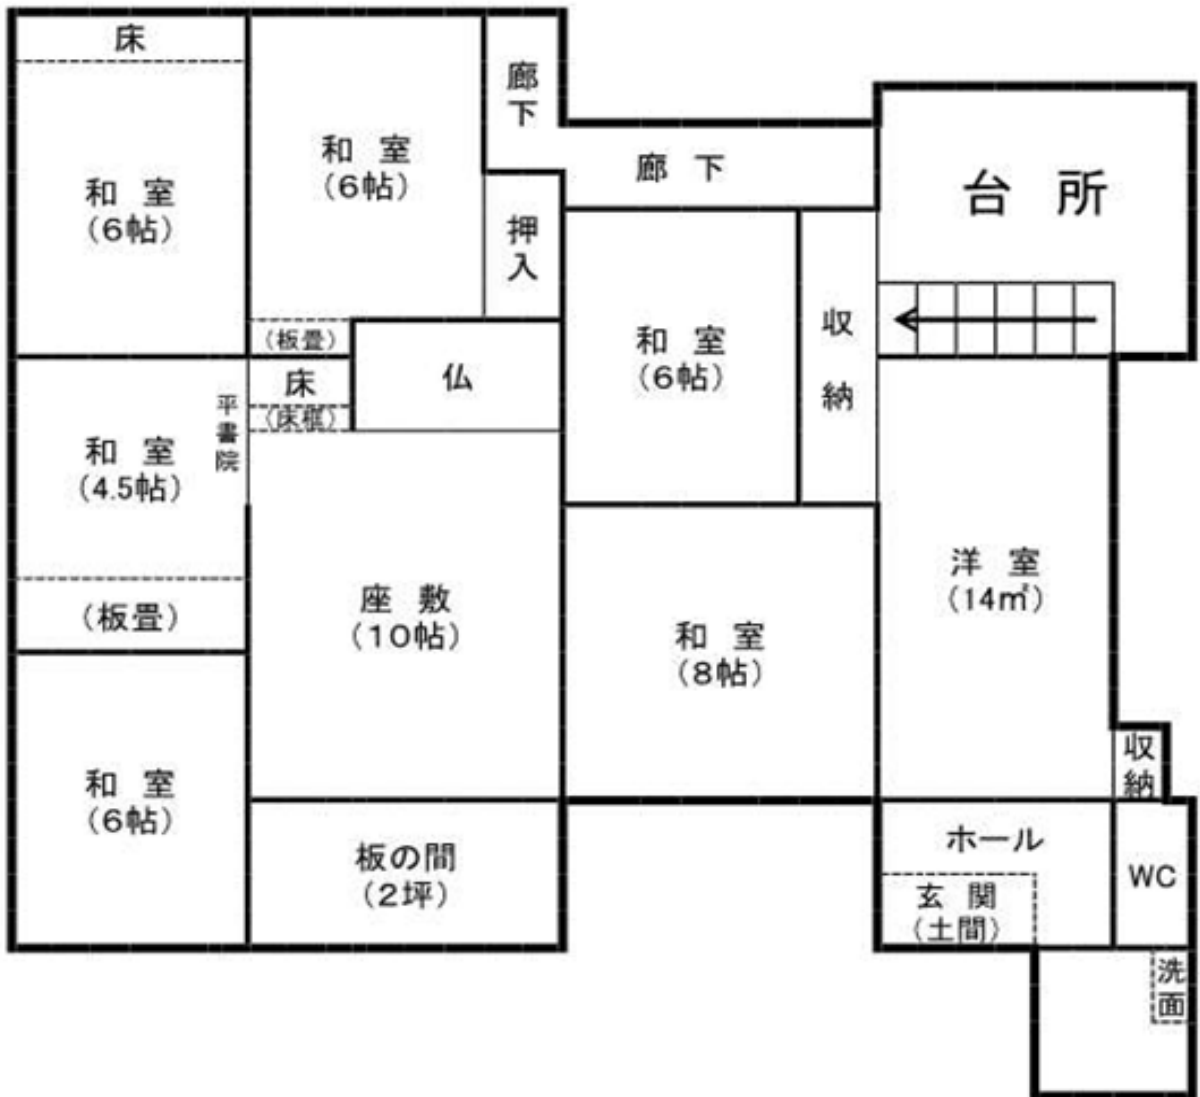 床
和 室
（6帖）
和 室
（6帖）
廊下
廊 下
台 所
押入
（板畳）
床
（床框）
仏
平書院
和 室
（4.5帖）
（板畳）
和 室
（6帖）
収納
座 敷
（10帖）
和 室
（8帖）
洋 室
（14㎡）
収納
和 室
（6帖）
板の間
（2坪）
ホール
玄 関
（土間）
WC
洗面